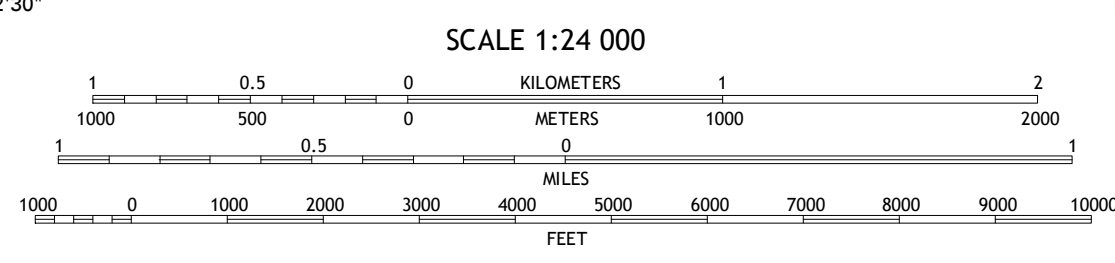 2'30"
SCALE 1:24 000
1 0.5 0 KILOMETERS 1 2
1000 500 0 METERS 1000 2000
1 0.5 0 1
MILES
1000 0 1000 2000 3000 4000 5000 6000 7000 8000 9000 10000
FEET